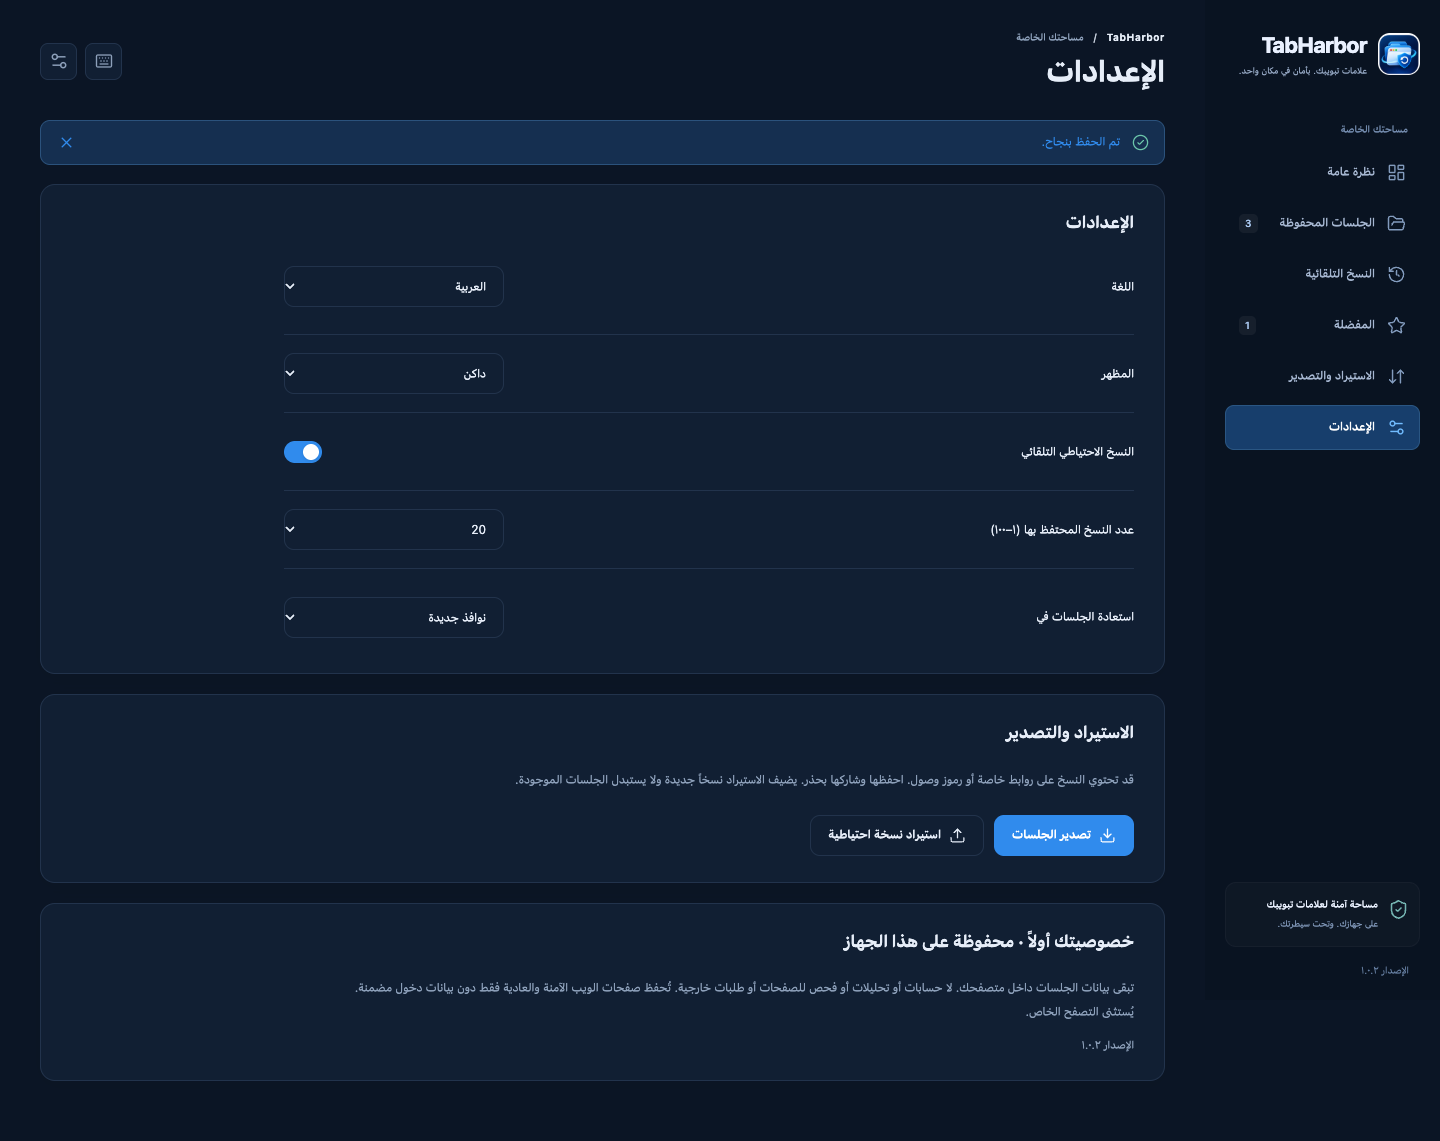 TabHarbor
علامات تبويبك. بأمان في مكان واحد.
مساحتك الخاصة
نظرة عامة
الجلسات المحفوظة 3
النسخ التلقائية
المفضلة 1
الاستيراد والتصدير
الإعدادات
مساحة آمنة لعلامات تبويبك
على جهازك. وتحت سيطرتك.
الإصدار ١.٠.٢
TabHarbor / مساحتك الخاصة
الإعدادات
تم الحفظ بنجاح.
الإعدادات
اللغة العربية
المظهر داكن
النسخ الاحتياطي التلقائي
عدد النسخ المحتفظ بها (١–١٠٠) 20
استعادة الجلسات في نوافذ جديدة
الاستيراد والتصدير
قد تحتوي النسخ على روابط خاصة أو رموز وصول. احفظها وشاركها بحذر. يضيف الاستيراد نسخاً جديدة ولا يستبدل الجلسات الموجودة.
تصدير الجلسات استيراد نسخة احتياطية
خصوصيتك أولاً · محفوظة على هذا الجهاز
تبقى بيانات الجلسات داخل متصفحك. لا حسابات أو تحليلات أو فحص للصفحات أو طلبات خارجية. تُحفظ صفحات الويب الآمنة والعادية فقط دون بيانات دخول مضمنة.
يُستثنى التصفح الخاص.
الإصدار ١.٠.٢